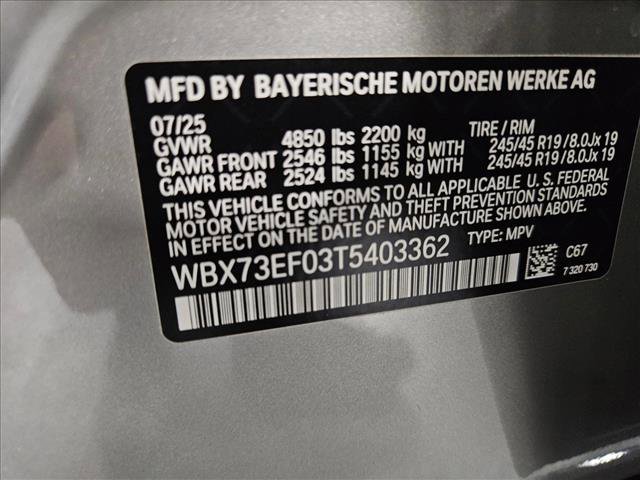 MFD BY BAYERISCHE MOTOREN WERKE AG
07/25 TIRE / RIM
GVWR 4850 lbs 2200 kg
GAWR FRONT 2546 lbs 1155 kg WITH 245/45 R19 /8.0Jx 19
GAWR REAR 2524 lbs 1145 kg WITH 245/45 R19 /8.0Jx 19
THIS VEHICLE CONFORMS TO ALL APPLICABLE U.S. FEDERAL
MOTOR VEHICLE SAFETY AND THEFT PREVENTION STANDARDS
IN EFFECT ON THE DATE OF MANUFACTURE SHOWN ABOVE.
WBX73EF03T5403362 TYPE: MPV
C67
7 320 730